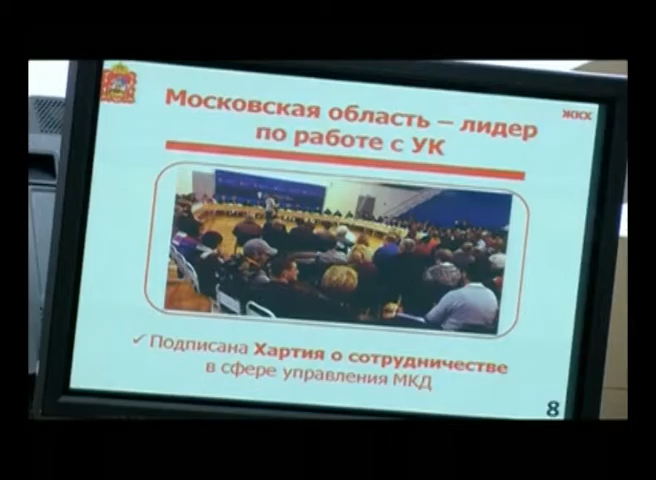 ЖКХ
Московская область – лидер
по работе с УК
✓ Подписана Хартия о сотрудничестве
в сфере управления МКД
8